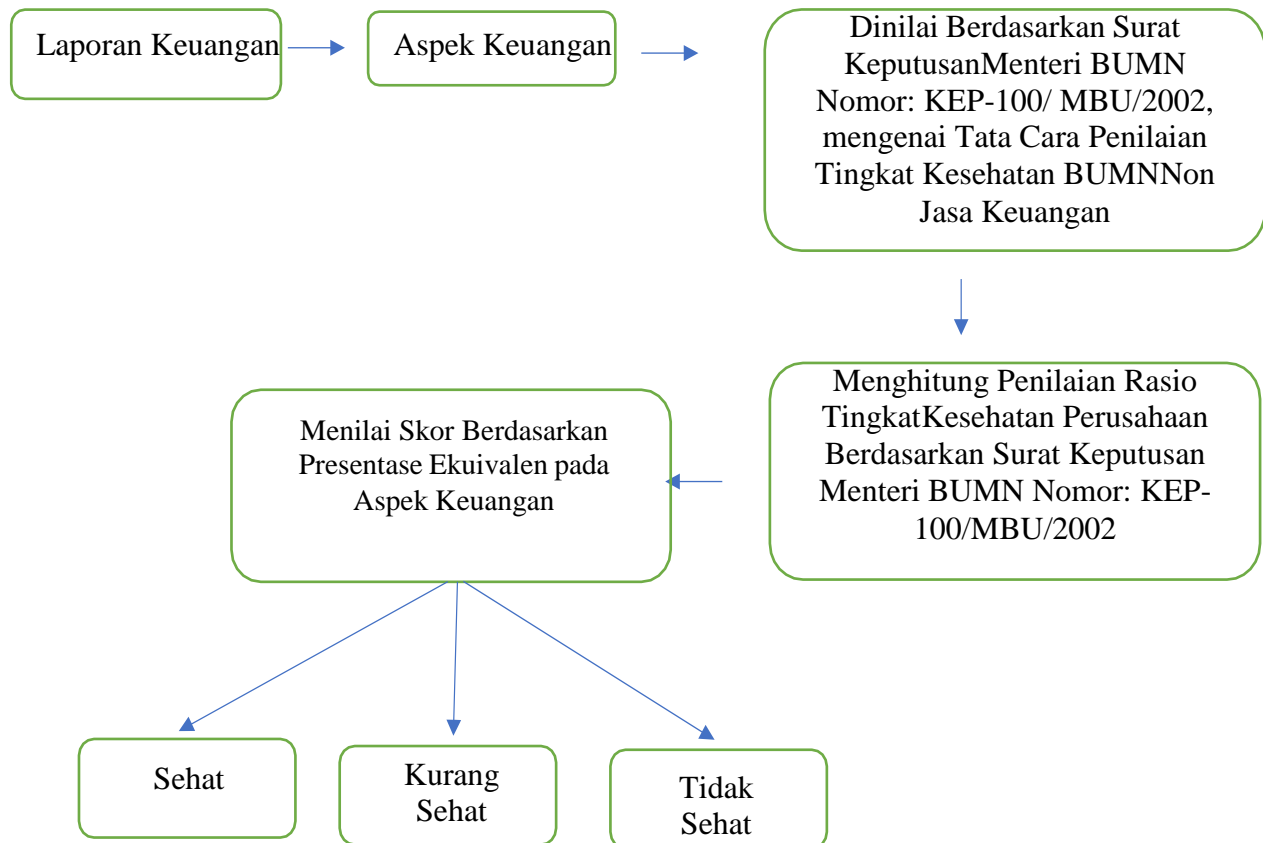 Laporan Keuangan
Aspek Keuangan
Dinilai Berdasarkan Surat
KeputusanMenteri BUMN
Nomor: KEP-100/ MBU/2002,
mengenai Tata Cara Penilaian
Tingkat Kesehatan BUMNNon
Jasa Keuangan
Menghitung Penilaian Rasio
TingkatKesehatan Perusahaan
Berdasarkan Surat Keputusan
Menteri BUMN Nomor: KEP-
100/MBU/2002
Menilai Skor Berdasarkan
Presentase Ekuivalen pada
Aspek Keuangan
Sehat
Kurang
Sehat
Tidak
Sehat